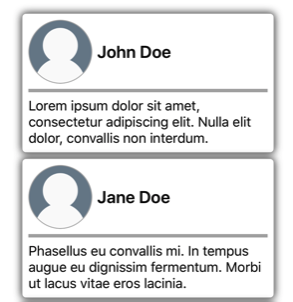 John Doe
Lorem ipsum dolor sit amet,
consectetur adipiscing elit. Nulla elit
dolor, convallis non interdum.
Jane Doe
Phasellus eu convallis mi. In tempus
augue eu dignissim fermentum. Morbi
ut lacus vitae eros lacinia.